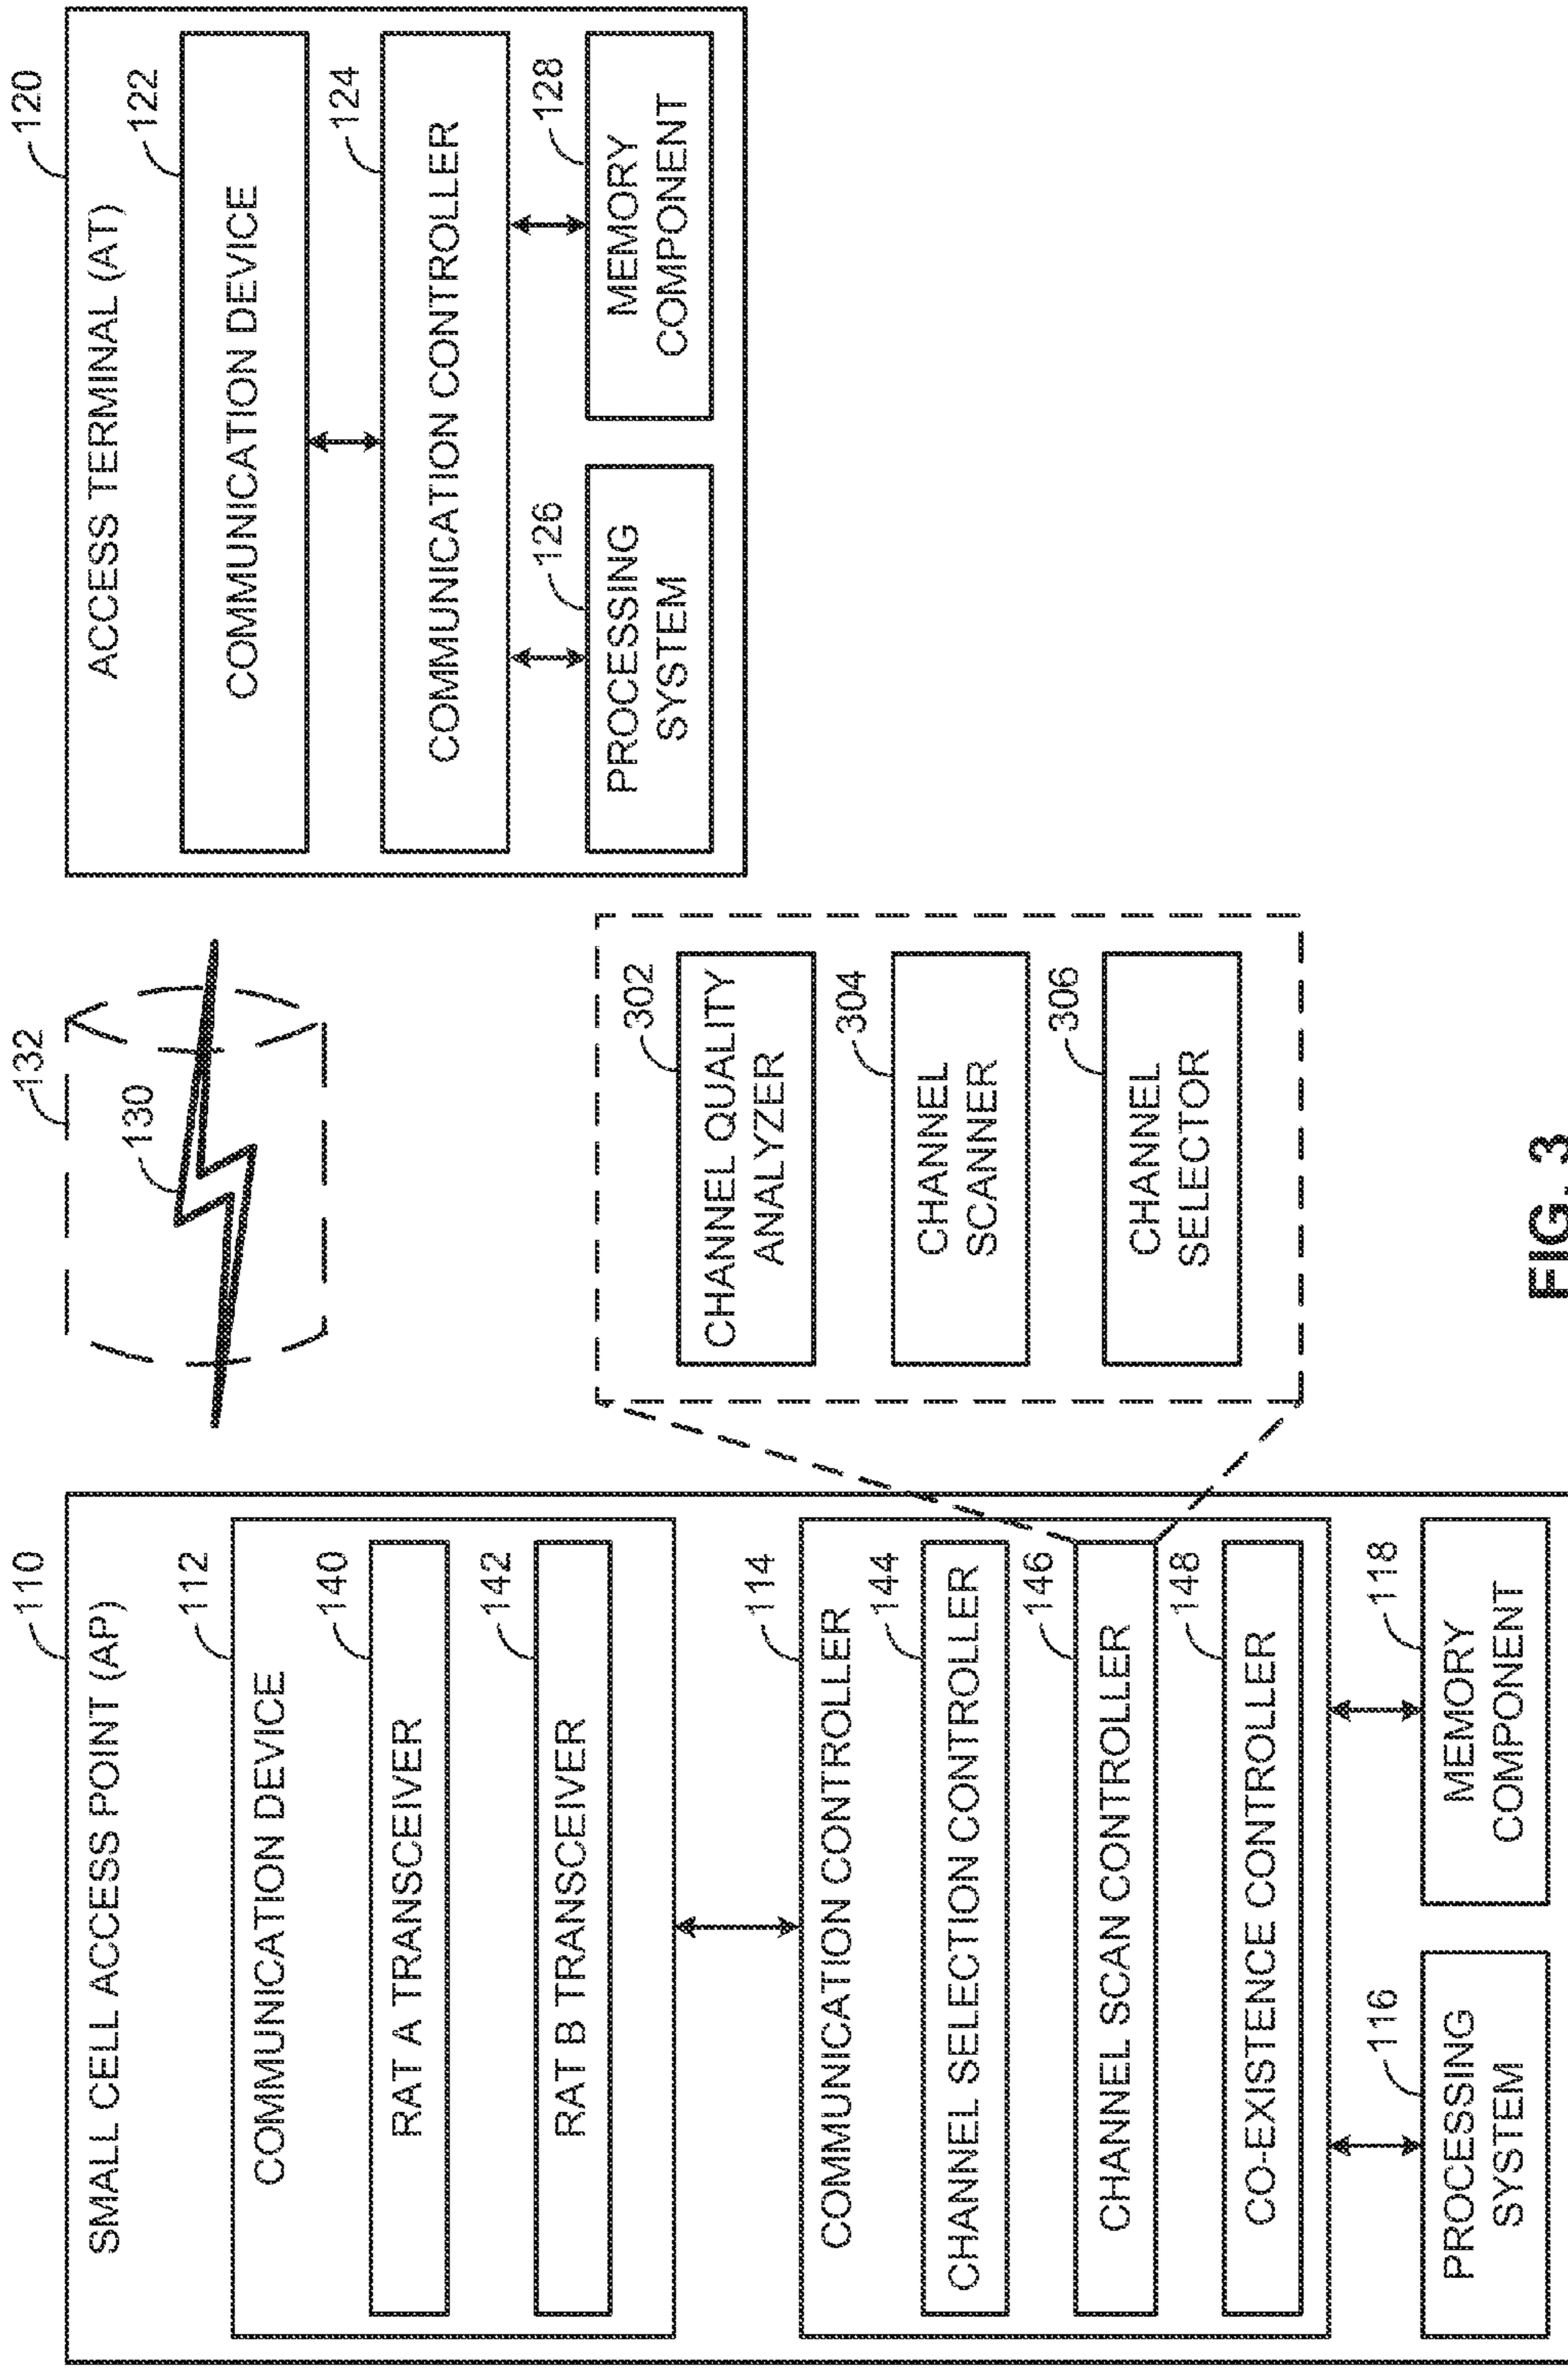 110
SMALL CELL ACCESS POINT (AP)
112
COMMUNICATION DEVICE
140
RAT A TRANSCEIVER
142
RAT B TRANSCEIVER
114
COMMUNICATION CONTROLLER
144
CHANNEL SELECTION CONTROLLER
146
CHANNEL SCAN CONTROLLER
148
CO-EXISTENCE CONTROLLER
116
PROCESSING
SYSTEM
118
MEMORY
COMPONENT
132
130
302
CHANNEL QUALITY
ANALYZER
304
CHANNEL
SCANNER
306
CHANNEL
SELECTOR
120
ACCESS TERMINAL (AT)
122
COMMUNICATION DEVICE
124
COMMUNICATION CONTROLLER
126
PROCESSING
SYSTEM
128
MEMORY
COMPONENT
FIG. 3